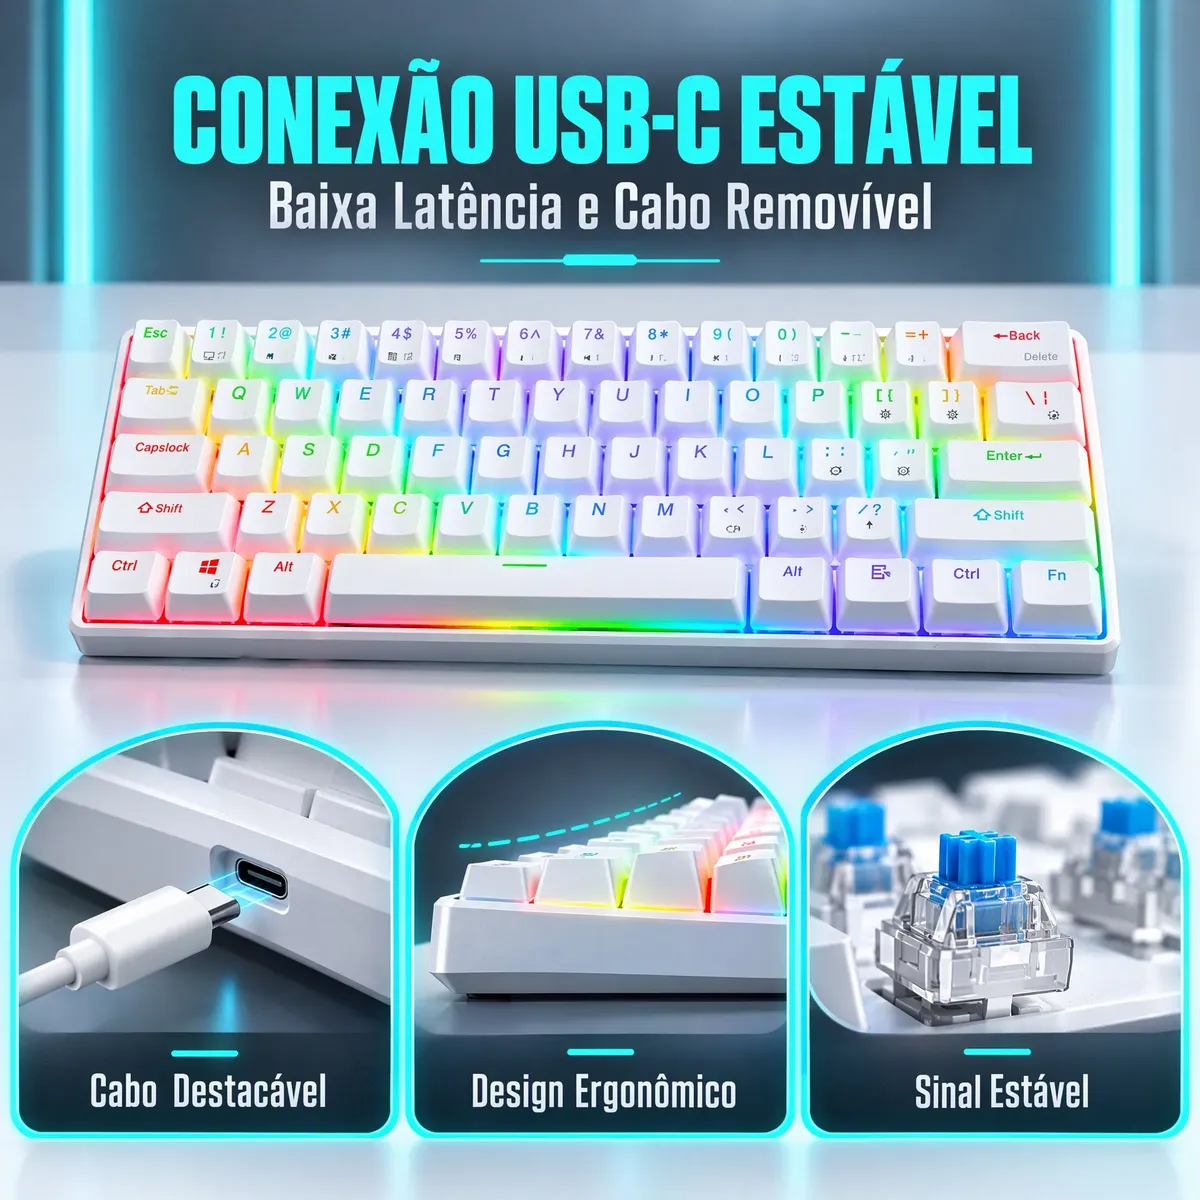 CONEXÃO USB-C ESTÁVEL
Baixa Latência e Cabo Removível
Esc 1! 2@ 3# 4$ 5% 6^ 7& 8* 9( 0) -- =+ ←Back
Delete
Tab Q W E R T Y U I O P [{ ]} \|
Capslock A S D F G H J K L ;: '" Enter
Shift Z X C V B N M <<  .> /? Shift
Ctrl Alt Alt Ctrl Fn
Cabo Destacável
Design Ergonômico
Sinal Estável